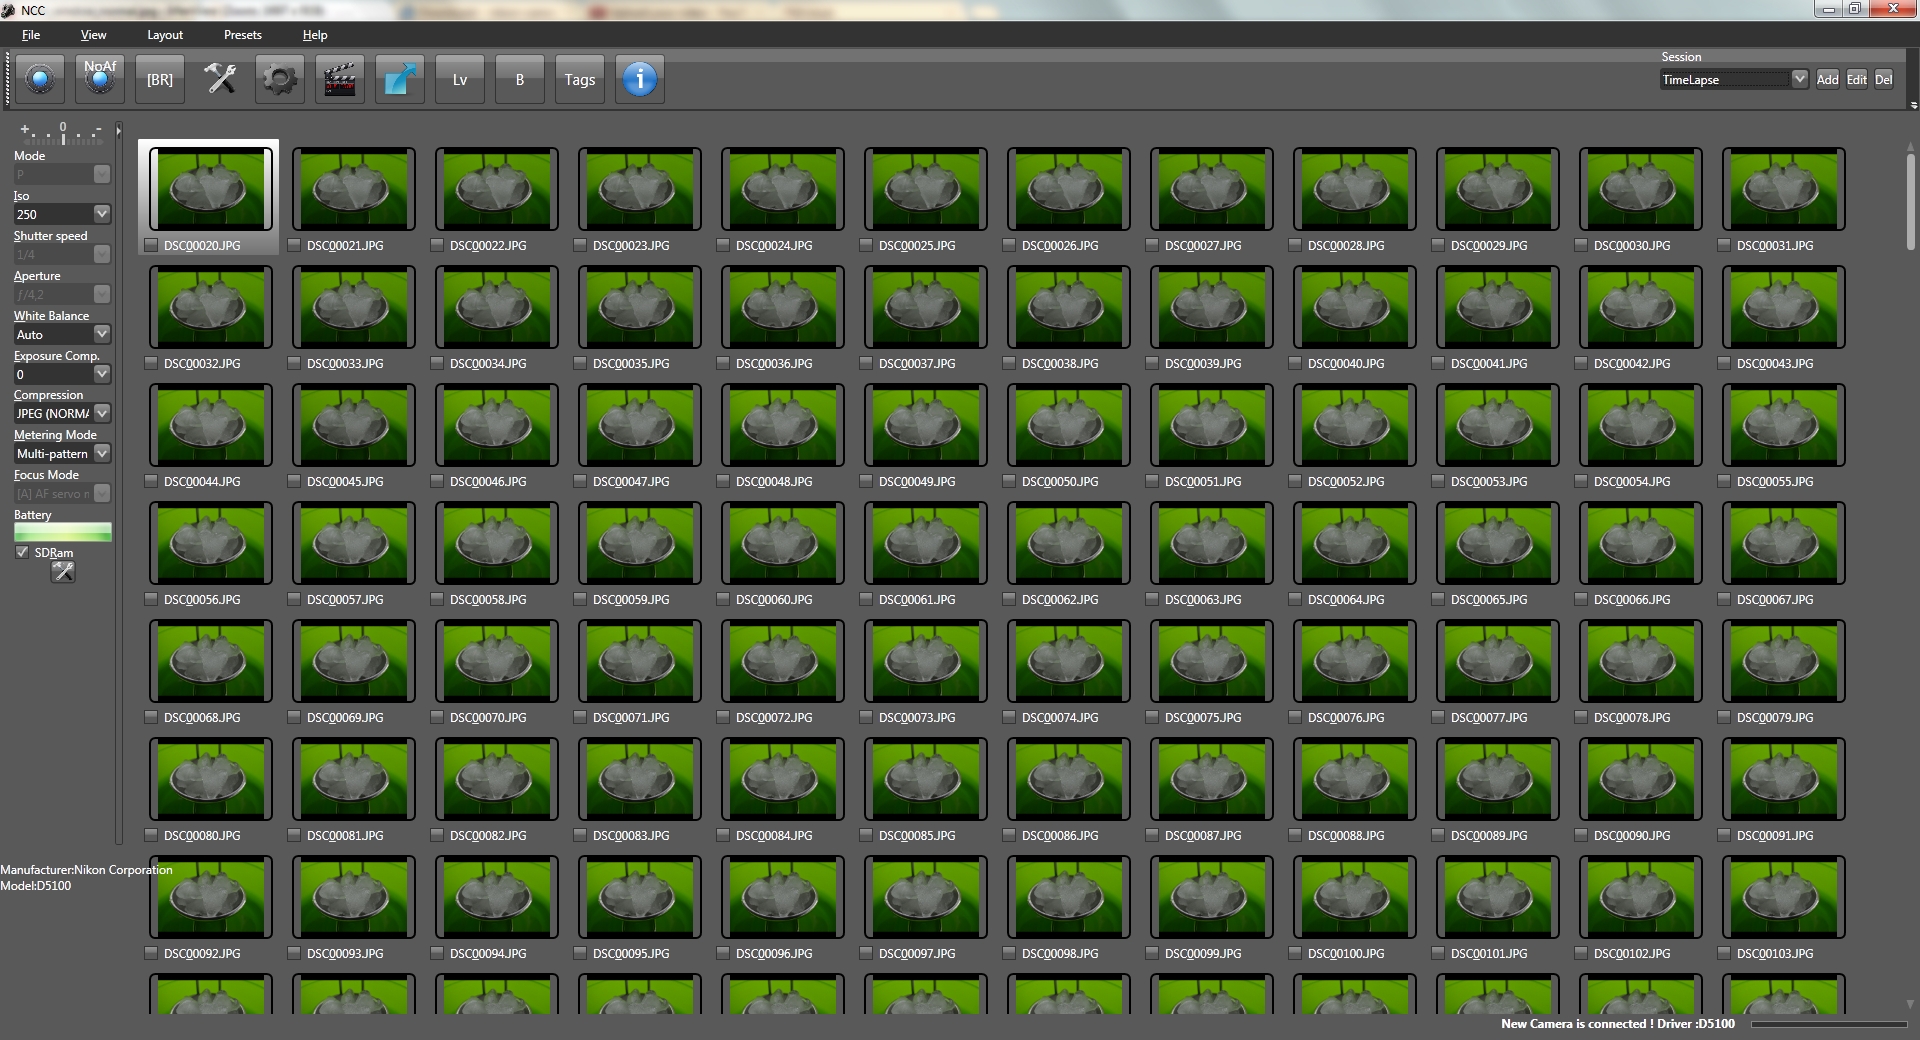 NCC
File View Layout Presets Help
NoAf [BR] Lv B Tags
Session
TimeLapse Add Edit Del
+ 0 -
Mode
P
Iso
250
Shutter speed
1/4
Aperture
ƒ/4,2
White Balance
Auto
Exposure Comp.
0
Compression
JPEG (NORMA
Metering Mode
Multi-pattern
Focus Mode
[A] AF servo m
Battery
SDRam
Manufacturer:Nikon Corporation
Model:D5100
DSC00020.JPG DSC00021.JPG DSC00022.JPG DSC00023.JPG DSC00024.JPG DSC00025.JPG DSC00026.JPG DSC00027.JPG DSC00028.JPG DSC00029.JPG DSC00030.JPG DSC00031.JPG
DSC00032.JPG DSC00033.JPG DSC00034.JPG DSC00035.JPG DSC00036.JPG DSC00037.JPG DSC00038.JPG DSC00039.JPG DSC00040.JPG DSC00041.JPG DSC00042.JPG DSC00043.JPG
DSC00044.JPG DSC00045.JPG DSC00046.JPG DSC00047.JPG DSC00048.JPG DSC00049.JPG DSC00050.JPG DSC00051.JPG DSC00052.JPG DSC00053.JPG DSC00054.JPG DSC00055.JPG
DSC00056.JPG DSC00057.JPG DSC00058.JPG DSC00059.JPG DSC00060.JPG DSC00061.JPG DSC00062.JPG DSC00063.JPG DSC00064.JPG DSC00065.JPG DSC00066.JPG DSC00067.JPG
DSC00068.JPG DSC00069.JPG DSC00070.JPG DSC00071.JPG DSC00072.JPG DSC00073.JPG DSC00074.JPG DSC00075.JPG DSC00076.JPG DSC00077.JPG DSC00078.JPG DSC00079.JPG
DSC00080.JPG DSC00081.JPG DSC00082.JPG DSC00083.JPG DSC00084.JPG DSC00085.JPG DSC00086.JPG DSC00087.JPG DSC00088.JPG DSC00089.JPG DSC00090.JPG DSC00091.JPG
DSC00092.JPG DSC00093.JPG DSC00094.JPG DSC00095.JPG DSC00096.JPG DSC00097.JPG DSC00098.JPG DSC00099.JPG DSC00100.JPG DSC00101.JPG DSC00102.JPG DSC00103.JPG
New Camera is connected ! Driver :D5100